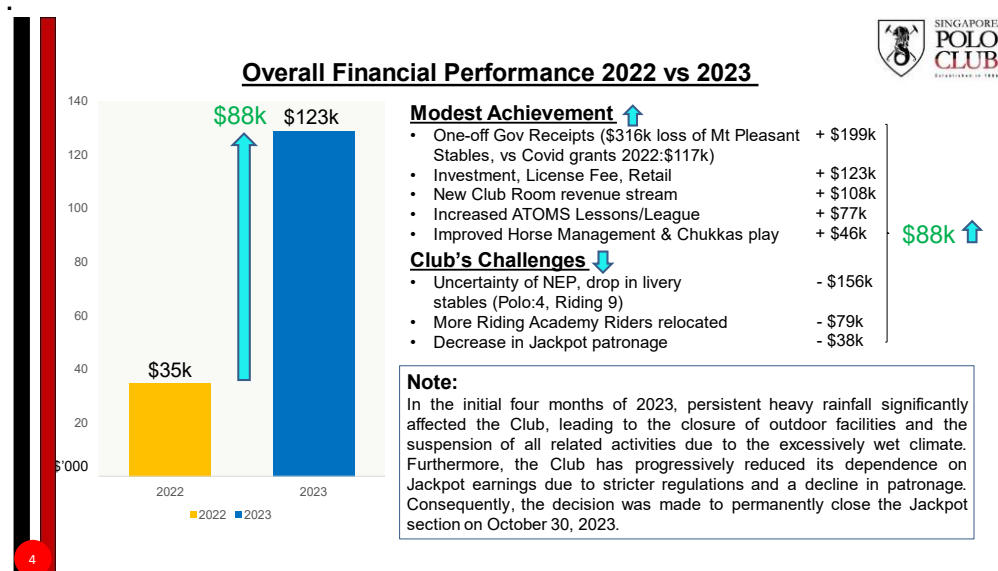 .
SINGAPORE
POLO
CLUB
Established in 1886
Overall Financial Performance 2022 vs 2023
140
120
100
80
60
40
20
$'000
$88k
$123k
$35k
2022
2023
2022 2023
Modest Achievement
• One-off Gov Receipts ($316k loss of Mt Pleasant + $199k
Stables, vs Covid grants 2022:$117k)
• Investment, License Fee, Retail + $123k
• New Club Room revenue stream + $108k
• Increased ATOMS Lessons/League + $77k
• Improved Horse Management & Chukkas play + $46k
$88k
Club's Challenges
• Uncertainty of NEP, drop in livery - $156k
stables (Polo:4, Riding 9)
• More Riding Academy Riders relocated - $79k
• Decrease in Jackpot patronage - $38k
Note:
In the initial four months of 2023, persistent heavy rainfall significantly
affected the Club, leading to the closure of outdoor facilities and the
suspension of all related activities due to the excessively wet climate.
Furthermore, the Club has progressively reduced its dependence on
Jackpot earnings due to stricter regulations and a decline in patronage.
Consequently, the decision was made to permanently close the Jackpot
section on October 30, 2023.
4